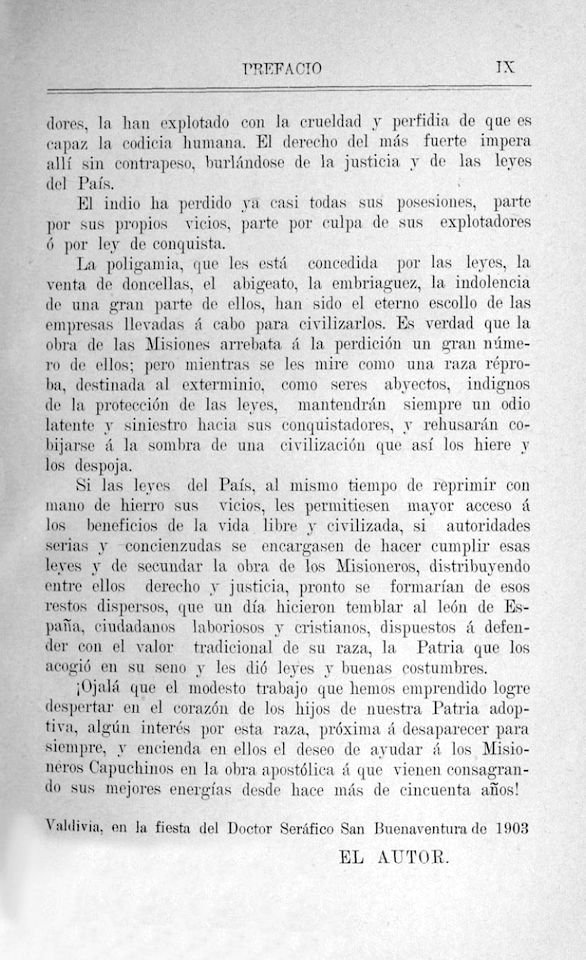 PREFACIO IX
dores, la han explotado con la crueldad y perfidia de que es
capaz la codicia humana. El derecho del más fuerte impera
allí sin contrapeso, burlándose de la justicia y de las leyes
del País.
El indio ha perdido ya casi todas sus posesiones, parte
por sus propios vicios, parte por culpa de sus explotadores
ó por ley de conquista.
La poligamia, que les está concedida por las leyes, la
venta de doncellas, el abigeato, la embriaguez, la indolencia
de una gran parte de ellos, han sido el eterno escollo de las
empresas llevadas á cabo para civilizarlos. Es verdad que la
obra de las Misiones arrebata á la perdición un gran núme-
ro de ellos; pero mientras se les mire como una raza répro-
ba, destinada al exterminio, como seres abyectos, indignos
de la protección de las leyes, mantendrán siempre un odio
latente y siniestro hacia sus conquistadores, y rehusarán co-
bijarse á la sombra de una civilización que así los hiere y
los despoja.
Si las leyes del País, al mismo tiempo de reprimir con
mano de hierro sus vicios, les permitiesen mayor acceso á
los beneficios de la vida libre y civilizada, si autoridades
serias y concienzudas se encargasen de hacer cumplir esas
leyes y de secundar la obra de los Misioneros, distribuyendo
entre ellos derecho y justicia, pronto se formarían de esos
restos dispersos, que un día hicieron temblar al león de Es-
paña, ciudadanos laboriosos y cristianos, dispuestos á defen-
der con el valor tradicional de su raza, la Patria que los
acogió en su seno y les dió leyes y buenas costumbres.
¡Ojalá que el modesto trabajo que hemos emprendido logre
despertar en el corazón de los hijos de nuestra Patria adop-
tiva, algún interés por esta raza, próxima á desaparecer para
siempre, y encienda en ellos el deseo de ayudar á los Misio-
neros Capuchinos en la obra apostólica á que vienen consagran-
do sus mejores energías desde hace más de cincuenta años!
Valdivia, en la fiesta del Doctor Seráfico San Buenaventura de 1903
EL AUTOR.